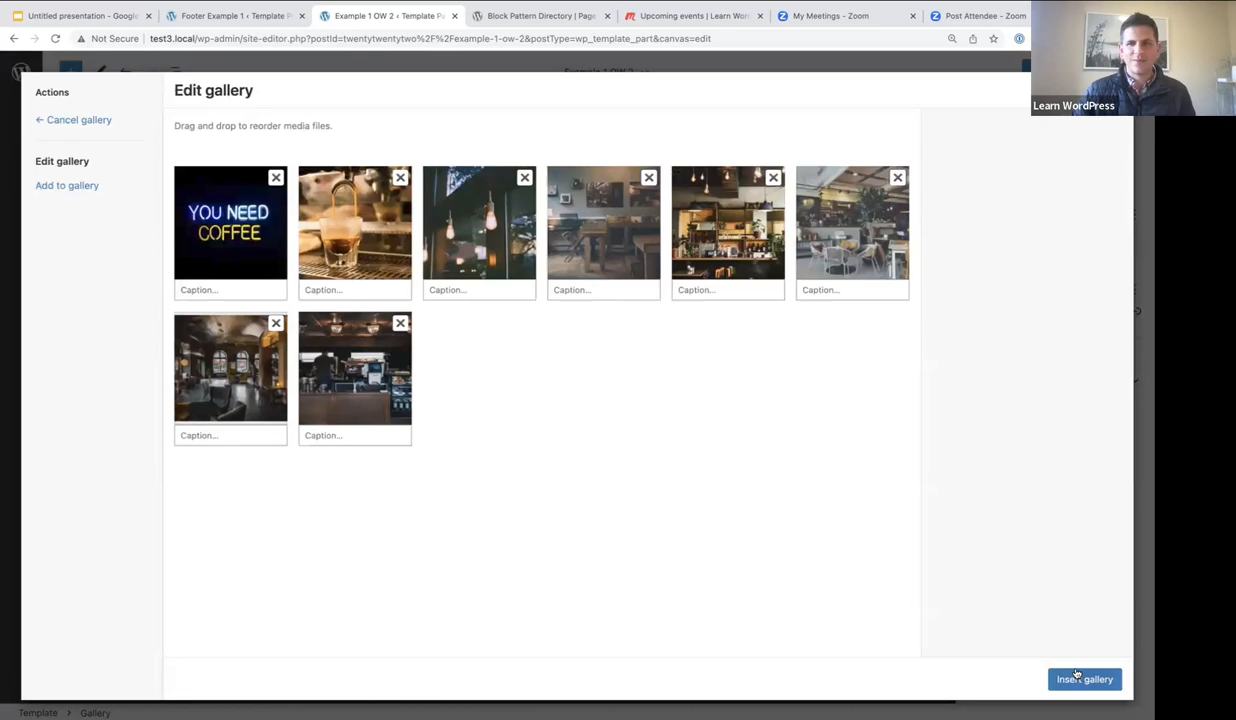 Untitled presentation - Google
Footer Example 1 ‹ Template P
Example 1 OW 2 ‹ Template Pa
Block Pattern Directory | Page
Upcoming events | Learn Wor
My Meetings - Zoom
Post Attendee - Zoom
Not Secure
test3.local/wp-admin/site-editor.php?postId=twentytwentytwo%2F%2Fexample-1-ow-2&postType=wp_template_part&canvas=edit
Learn WordPress
Actions
← Cancel gallery
Edit gallery
Add to gallery
Edit gallery
Drag and drop to reorder media files.
YOU NEED
COFFEE
Caption...
Caption...
Caption...
Caption...
Caption...
Caption...
Caption...
Caption...
Insert gallery
Template > Gallery